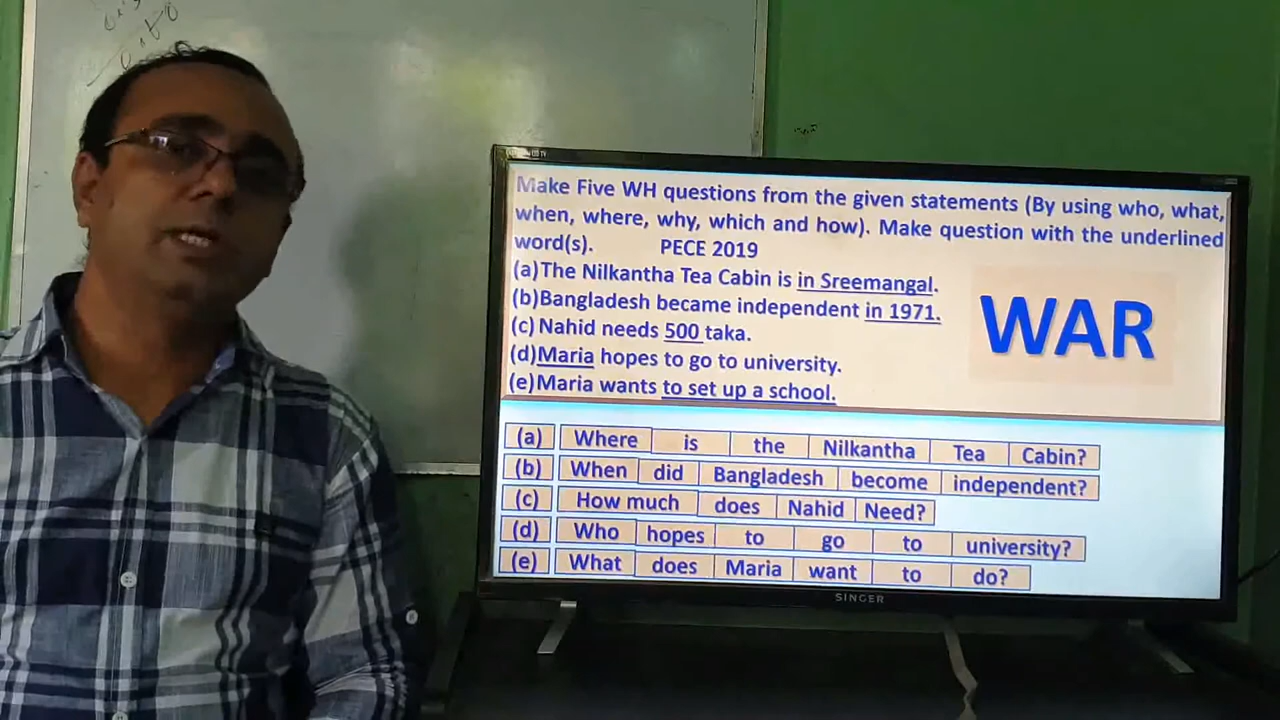 Make Five WH questions from the given statements (By using who, what,
when, where, why, which and how). Make question with the underlined
word(s). PECE 2019
(a)The Nilkantha Tea Cabin is in Sreemangal.
(b)Bangladesh became independent in 1971.
(c) Nahid needs 500 taka.
(d)Maria hopes to go to university.
(e)Maria wants to set up a school.
WAR
(a) Where is the Nilkantha Tea Cabin?
(b) When did Bangladesh become independent?
(c) How much does Nahid Need?
(d) Who hopes to go to university?
(e) What does Maria want to do?
SINGER